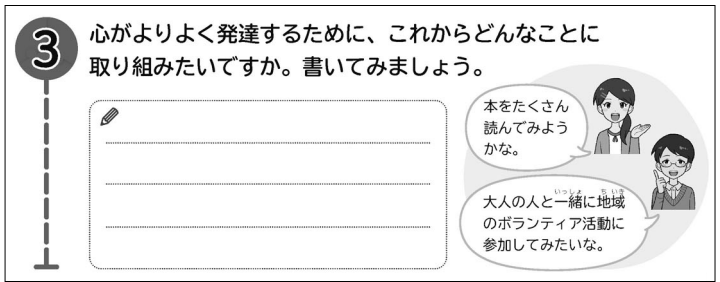 3
心がよりよく発達するために、これからどんなことに
取り組みたいですか。書いてみましょう。
本をたくさん
読んでみよう
かな。
大人の人と一緒に地域
いっしょ ちいき
のボランティア活動に
参加してみたいな。